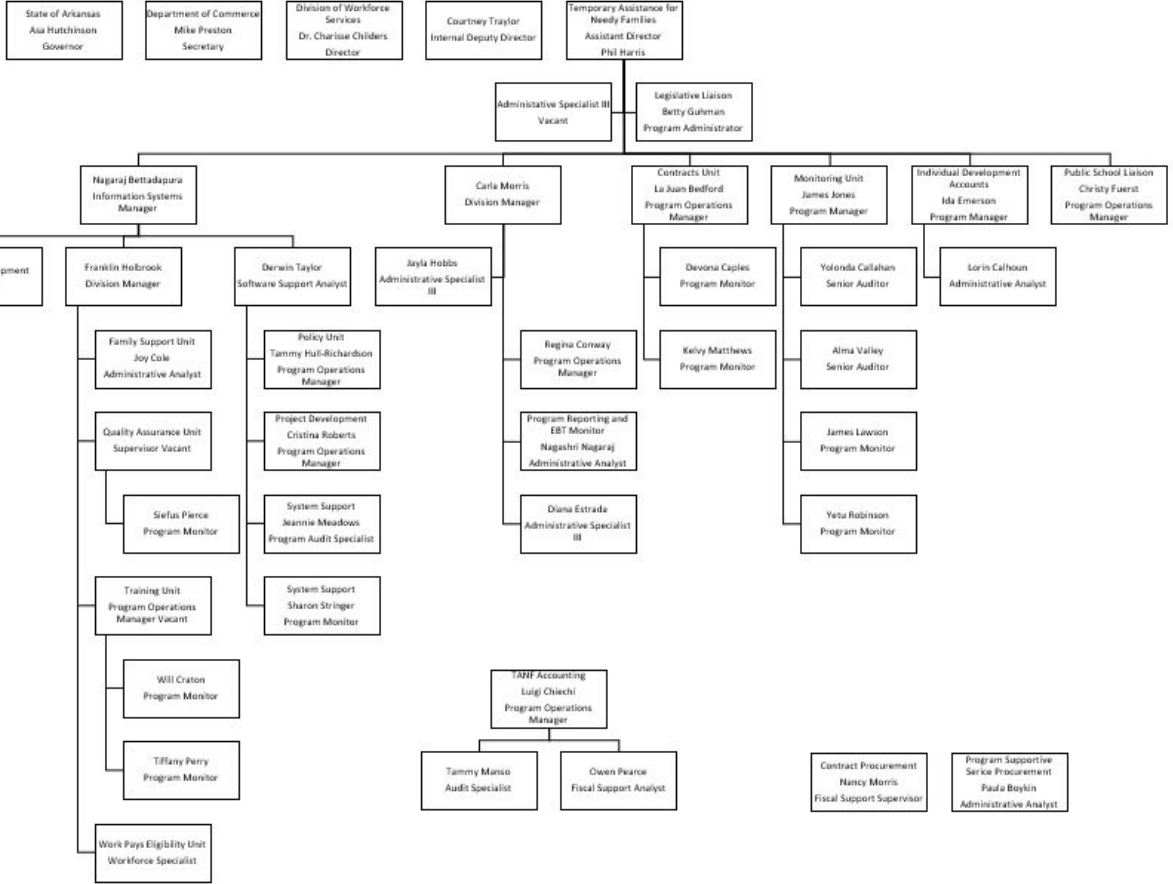 State of Arkansas
Asa Hutchinson
Governor
Department of Commerce
Mike Preston
Secretary
Division of Workforce
Services
Dr. Charisse Childers
Director
Courtney Traylor
Internal Deputy Director
Temporary Assistance for
Needy Families
Assistant Director
Phil Harris
Administative Specialist III
Vacant
Legislative Liaison
Betty Guhman
Program Administrator
Nagaraj Bettadapura
Information Systems
Manager
Carla Morris
Division Manager
Contracts Unit
La Juan Bedford
Program Operations
Manager
Monitoring Unit
James Jones
Program Manager
Individual Development
Accounts
Ida Emerson
Program Manager
Public School Liaison
Christy Fuerst
Program Operations
Manager
pment
Franklin Holbrook
Division Manager
Derwin Taylor
Software Support Analyst
Jayla Hobbs
Administrative Specialist
III
Devona Caples
Program Monitor
Yolonda Callahan
Senior Auditor
Lorin Calhoun
Administrative Analyst
Family Support Unit
Joy Cole
Administrative Analyst
Policy Unit
Tammy Hull-Richardson
Program Operations
Manager
Regina Conway
Program Operations
Manager
Kelvy Matthews
Program Monitor
Alma Valley
Senior Auditor
Quality Assurance Unit
Supervisor Vacant
Project Development
Cristina Roberts
Program Operations
Manager
Program Reporting and
EBT Monitor
Nagashri Nagaraj
Administrative Analyst
James Lawson
Program Monitor
Siefus Pierce
Program Monitor
System Support
Jeannie Meadows
Program Audit Specialist
Diana Estrada
Administrative Specialist
III
Yetu Robinson
Program Monitor
Training Unit
Program Operations
Manager Vacant
System Support
Sharon Stringer
Program Monitor
Will Craton
Program Monitor
TANF Accounting
Luigi Chiechi
Program Operations
Manager
Tiffany Perry
Program Monitor
Tammy Manso
Audit Specialist
Owen Pearce
Fiscal Support Analyst
Contract Procurement
Nancy Morris
Fiscal Support Supervisor
Program Supportive
Serice Procurement
Paula Boykin
Administrative Analyst
Work Pays Eligibility Unit
Workforce Specialist